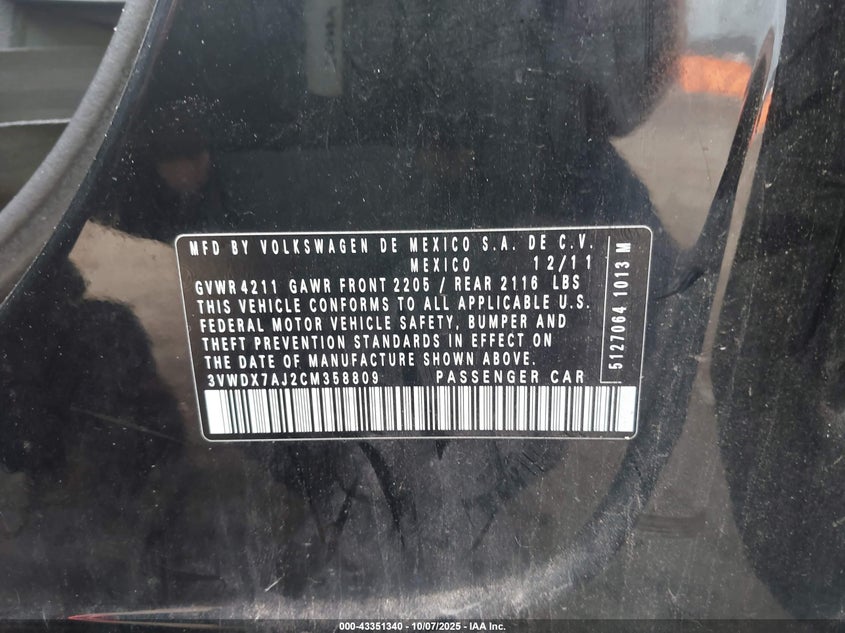 MFD BY VOLKSWAGEN DE MEXICO S.A. DE C.V.
MEXICO 12/11
GVWR 4211 GAWR FRONT 2205 / REAR 2116 LBS
THIS VEHICLE CONFORMS TO ALL APPLICABLE U.S.
FEDERAL MOTOR VEHICLE SAFETY, BUMPER AND
THEFT PREVENTION STANDARDS IN EFFECT ON
THE DATE OF MANUFACTURE SHOWN ABOVE.
3VWDX7AJ2CM358809 PASSENGER CAR
5127064 1013 M
000-43351340 - 10/07/2025 - IAA Inc.